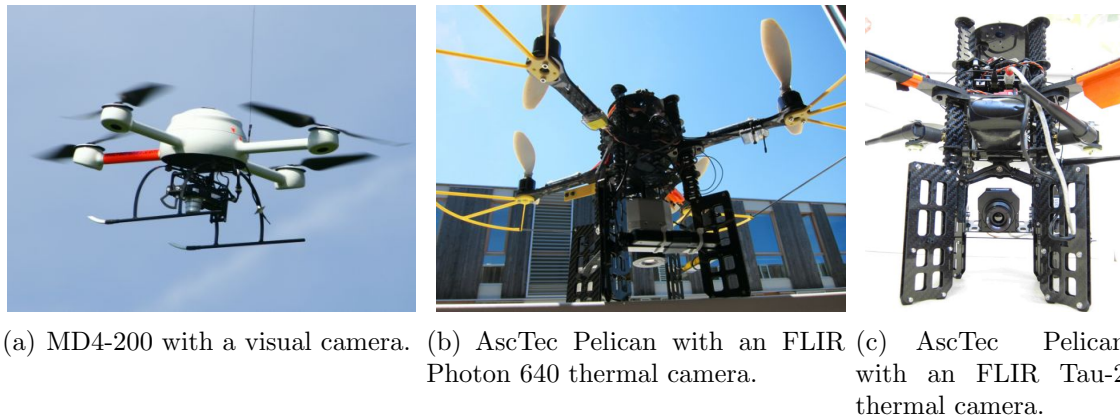 (a) MD4-200 with a visual camera.
(b) AscTec Pelican with an FLIR
Photon 640 thermal camera.
(c) AscTec Pelican
with an FLIR Tau-2
thermal camera.